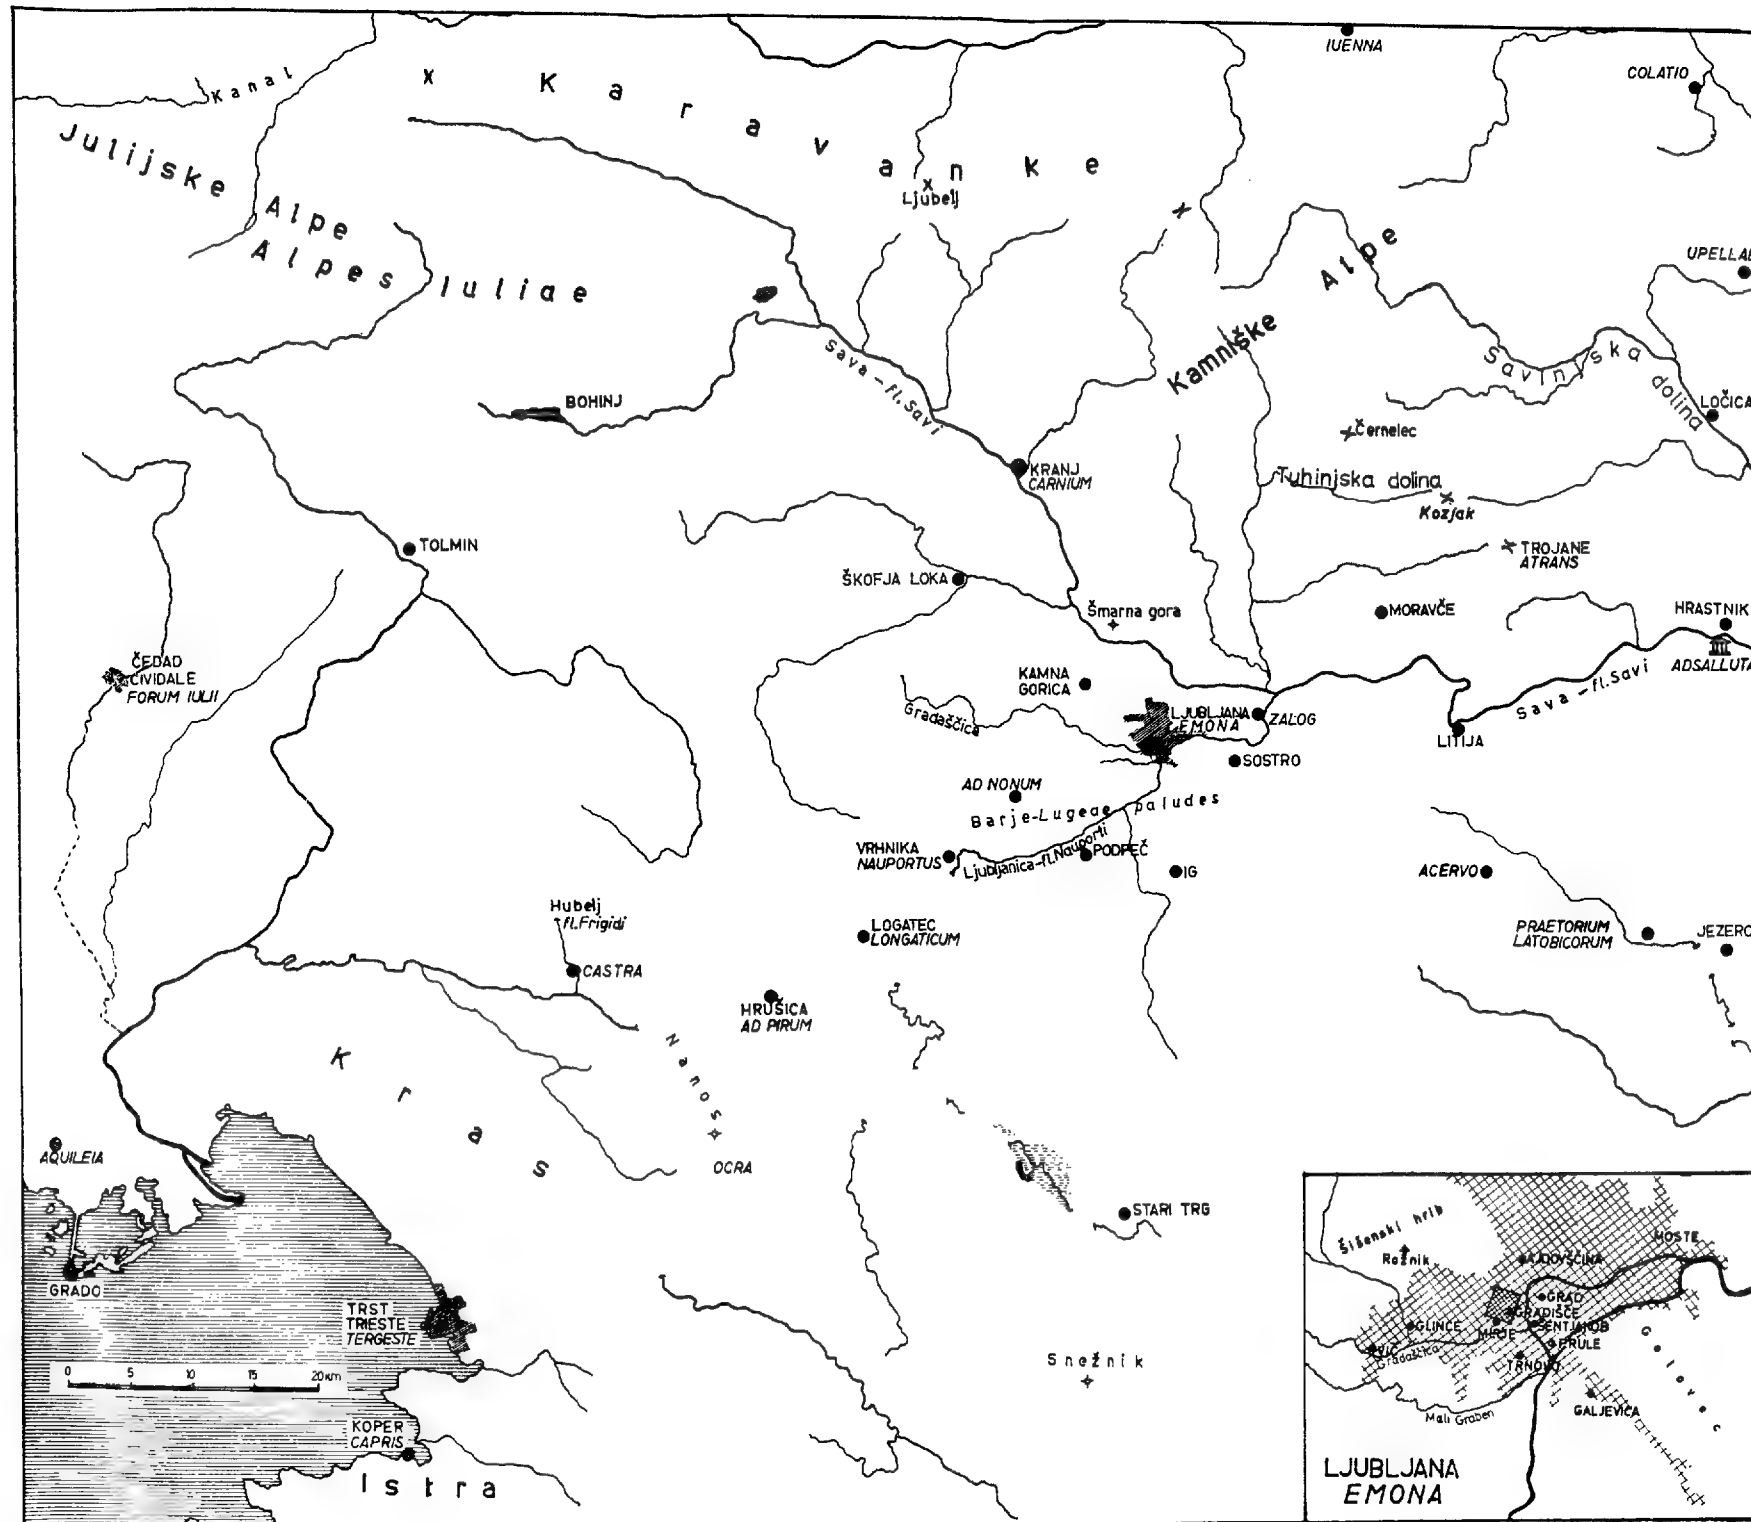 IUENNA
COLATIO
Kanal
x Karavanke
Julijske Alpe
Alpes Iuliae
Ljubelj
Kamniške Alpe
Savinjska dolina
sava-fl.Savi
BOHINJ
LOČICA
Černelec
KRANJ
CARNIUM
Tuhinjska dolina
Kozjak
TOLMIN
TROJANE
ATRANS
ŠKOFJA LOKA
Šmarna gora
MORAVČE
HRASTNIK
ADSALLUTA
ČEDAD
CIVIDALE
FORUM IULII
KAMNA
GORICA
Gradaščica
LJUBLJANA
EMONA
ZALOG
Sava-fl.Savi
LITIJA
SOSTRO
AD NONUM
Barje-Lugeae paludes
VRHNIKA
NAUPORTUS
Ljubljanica-fl.Nauporti
PODPEČ
IG
ACERVO
Hubelj
fl.Frigidi
LOGATEC
LONGATICUM
PRAETORIUM
LATOBICORUM
JEZERO
CASTRA
HRUŠICA
AD PIRUM
Nanos
Kras
AQUILEIA
OCRA
STARI TRG
GRADO
TRST
TRIESTE
TERGESTE
Snežnik
0 5 10 15 20KM
KOPER
CAPRIS
Istra
Šišenski hrib
Rožnik
AJDOVŠČINA
MOSTE
GRAD
GRADIŠČE
MIRJE
ŠENTJAKOB
GLINCE
VIČ
Gradaščica
PRULE
TRNOVO
Golovec
Mali Graben
GALJEVICA
LJUBLJANA
EMONA